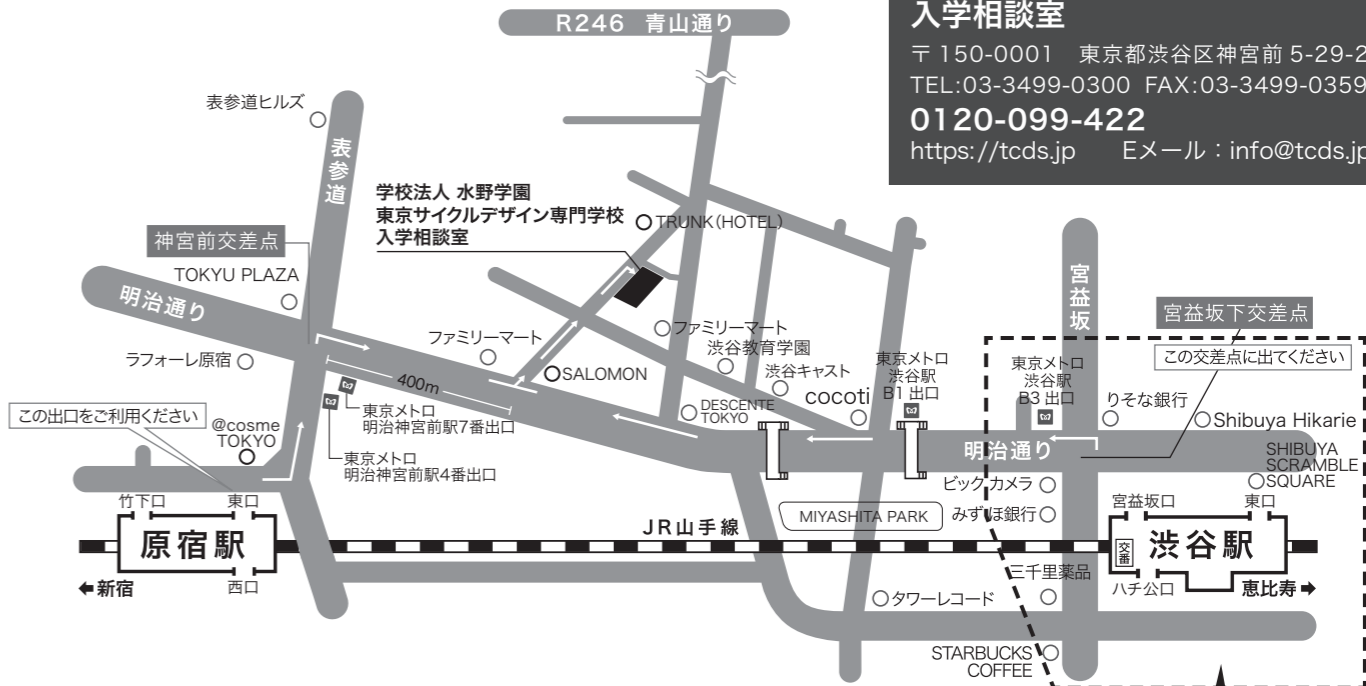 R246 青山通り
入学相談室
〒150-0001 東京都渋谷区神宮前 5-29-2
TEL:03-3499-0300 FAX:03-3499-0359
0120-099-422
https://tcds.jp Eメール：info@tcds.jp
表参道ヒルズ
表参道
学校法人 水野学園
東京サイクルデザイン専門学校
入学相談室
TRUNK(HOTEL)
神宮前交差点
TOKYU PLAZA
明治通り
ラフォーレ原宿
ファミリーマート
400m
SALOMON
ファミリーマート
渋谷教育学園
渋谷キャスト
DESCENTE
TOKYO
cocoti
東京メトロ
渋谷駅
B1 出口
宮益坂
宮益坂下交差点
この交差点に出てください
東京メトロ
渋谷駅
B3 出口
りそな銀行
Shibuya Hikarie
SHIBUYA
SCRAMBLE
SQUARE
明治通り
この出口をご利用ください
@cosme
TOKYO
東京メトロ
明治神宮前駅7番出口
東京メトロ
明治神宮前駅4番出口
ビックカメラ
みずほ銀行
MIYASHITA PARK
JR山手線
竹下口
東口
原宿駅
西口
←新宿
宮益坂口
東口
交番
渋谷駅
ハチ公口
恵比寿→
三千里薬品
タワーレコード
STARBUCKS
COFFEE